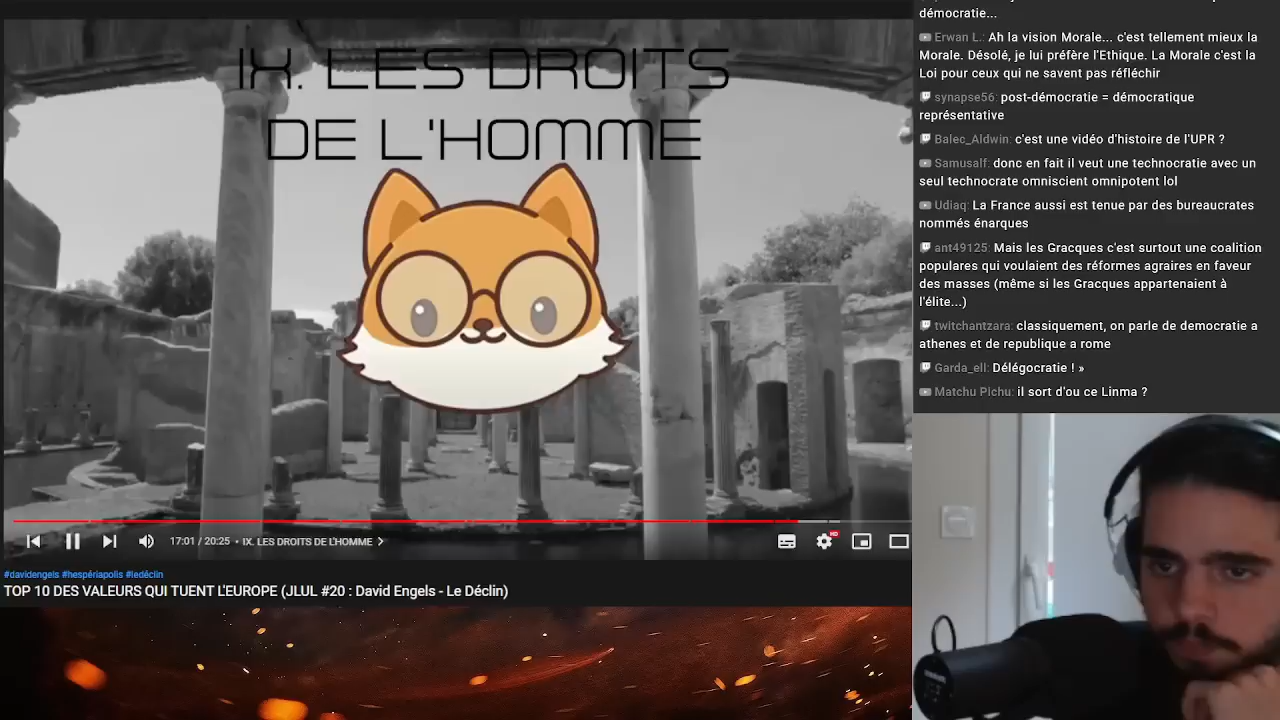 IX. LES DROITS
DE L'HOMME
17:01 / 20:25 • IX. LES DROITS DE L'HOMME
HD
#davidengels #hespériapolis #ledéclin
TOP 10 DES VALEURS QUI TUENT L'EUROPE (JLUL #20 : David Engels - Le Déclin)
démocratie...
Erwan L.: Ah la vision Morale... c'est tellement mieux la
Morale. Désolé, je lui préfère l'Ethique. La Morale c'est la
Loi pour ceux qui ne savent pas réfléchir
synapse56: post-démocratie = démocratique
représentative
Balec_Aldwin: c'est une vidéo d'histoire de l'UPR ?
Samusalf: donc en fait il veut une technocratie avec un
seul technocrate omniscient omnipotent lol
Udiaq: La France aussi est tenue par des bureaucrates
nommés énarques
ant49125: Mais les Gracques c'est surtout une coalition
populares qui voulaient des réformes agraires en faveur
des masses (même si les Gracques appartenaient à
l'élite...)
twitchantzara: classiquement, on parle de democratie a
athenes et de republique a rome
Garda_ell: Délégocratie ! »
Matchu Pichu: il sort d'ou ce Linma ?